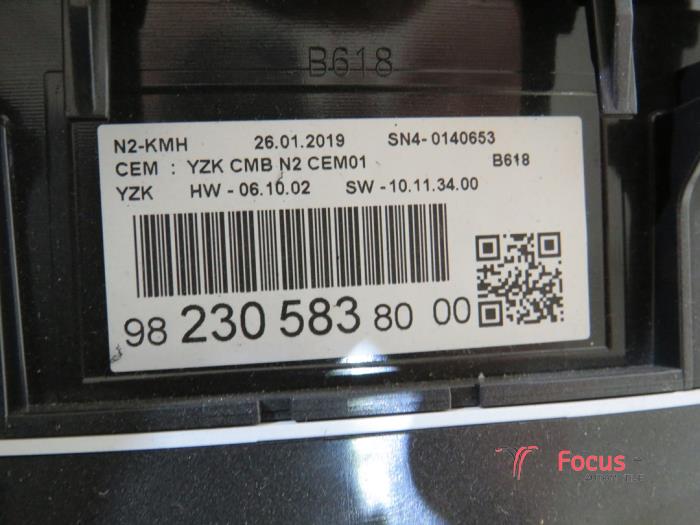 B618
N2-KMH 26.01.2019 SN4-0140653
CEM : YZK CMB N2 CEM01 B618
YZK HW - 06.10.02 SW - 10.11.34.00
98 230 583 80 00
Focus
AUTOMOTIVE